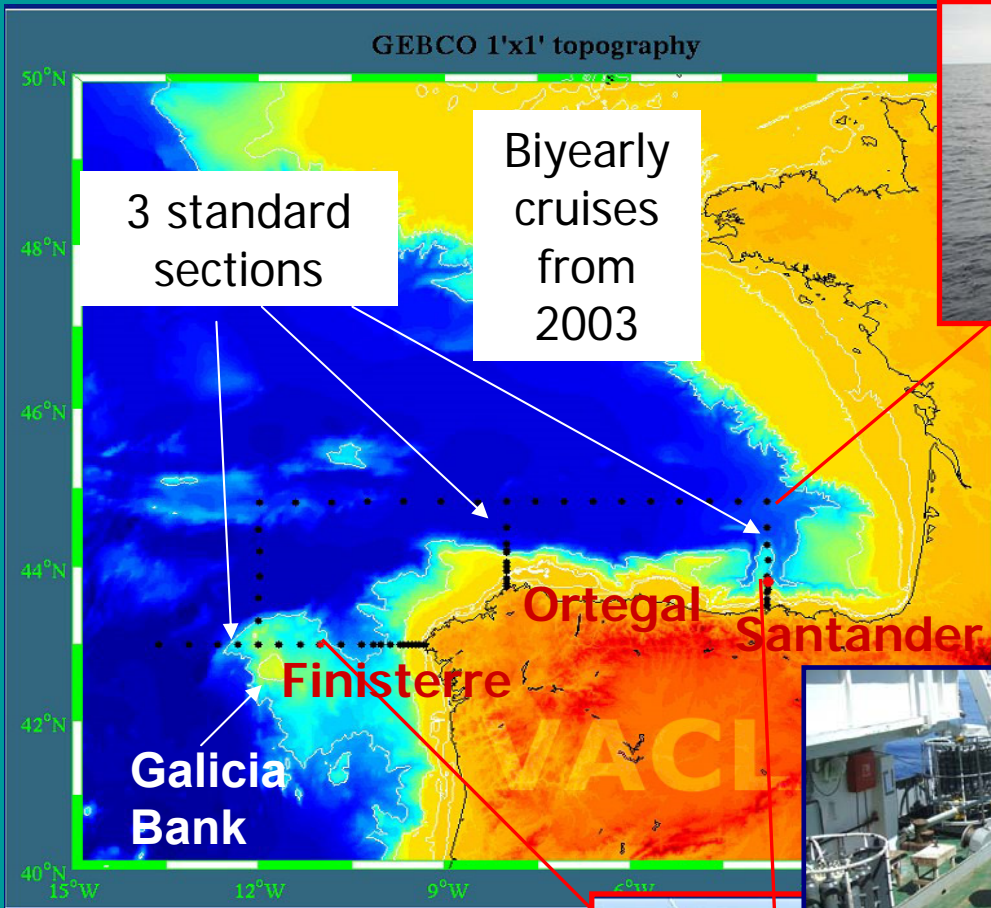 GEBCO 1'x1' topography
50°N
3 standard
sections
Biyearly
cruises
from
2003
48°N
46°N
44°N
Ortegal
Santander
Finisterre
42°N
VACL
Galicia
Bank
40°N
15°W
12°W
9°W
6°W